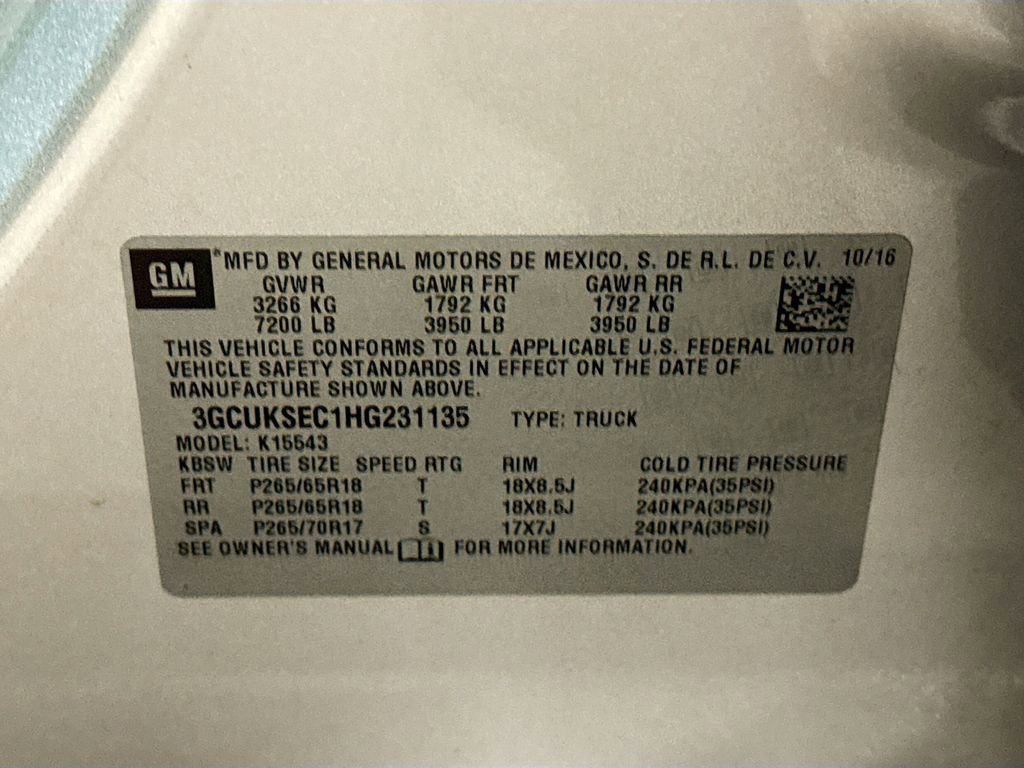 GM
*MFD BY GENERAL MOTORS DE MEXICO, S. DE R.L. DE C.V. 10/16
GVWR GAWR FRT GAWR RR
3266 KG 1792 KG 1792 KG
7200 LB 3950 LB 3950 LB
THIS VEHICLE CONFORMS TO ALL APPLICABLE U.S. FEDERAL MOTOR
VEHICLE SAFETY STANDARDS IN EFFECT ON THE DATE OF
MANUFACTURE SHOWN ABOVE.
3GCUKSEC1HG231135 TYPE: TRUCK
MODEL: K15543
KBSW TIRE SIZE SPEED RTG RIM COLD TIRE PRESSURE
FRT P265/65R18 T 18X8.5J 240KPA(35PSI)
RR P265/65R18 T 18X8.5J 240KPA(35PSI)
SPA P265/70R17 S 17X7J 240KPA(35PSI)
SEE OWNER'S MANUAL FOR MORE INFORMATION.